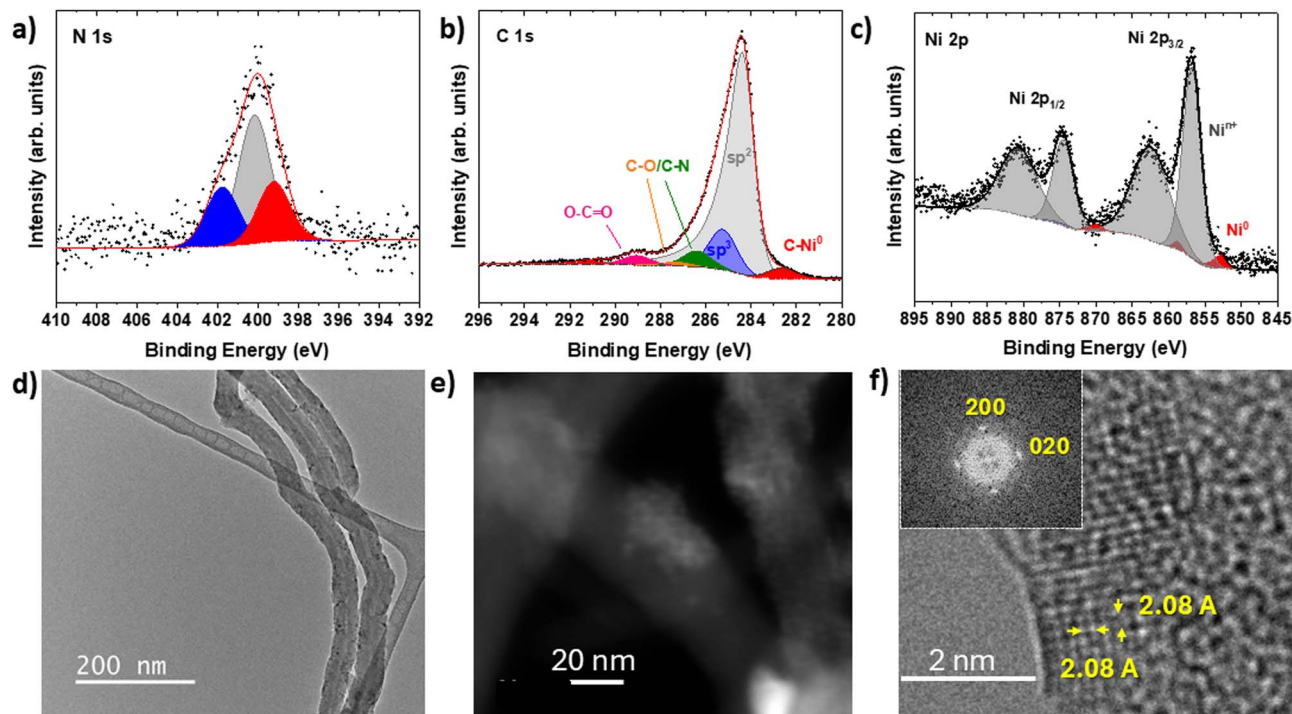 a)
N 1s
Intensity (arb. units)
410 408 406 404 402 400 398 396 394 392
Binding Energy (eV)
b)
C 1s
Intensity (arb. units)
O-C=O
C-O/C-N
sp²
sp³
C-Ni⁰
296 294 292 290 288 286 284 282 280
Binding Energy (eV)
c)
Ni 2p
Intensity (arb. units)
Ni 2p₁/₂
Ni 2p₃/₂
Niⁿ⁺
Ni⁰
895 890 885 880 875 870 865 860 855 850 845
Binding Energy (eV)
d)
200 nm
e)
20 nm
f)
200
020
2.08 A
2.08 A
2 nm